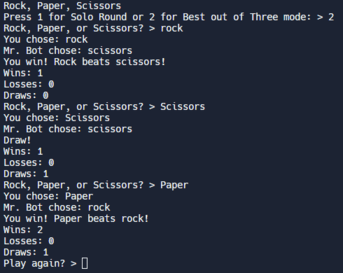 Rock, Paper, Scissors
Press 1 for Solo Round or 2 for Best out of Three mode: > 2
Rock, Paper, or Scissors? > rock
You chose: rock
Mr. Bot chose: scissors
You win! Rock beats scissors!
Wins: 1
Losses: 0
Draws: 0
Rock, Paper, or Scissors? > Scissors
You chose: Scissors
Mr. Bot chose: scissors
Draw!
Wins: 1
Losses: 0
Draws: 1
Rock, Paper, or Scissors? > Paper
You chose: Paper
Mr. Bot chose: rock
You win! Paper beats rock!
Wins: 2
Losses: 0
Draws: 1
Play again? >